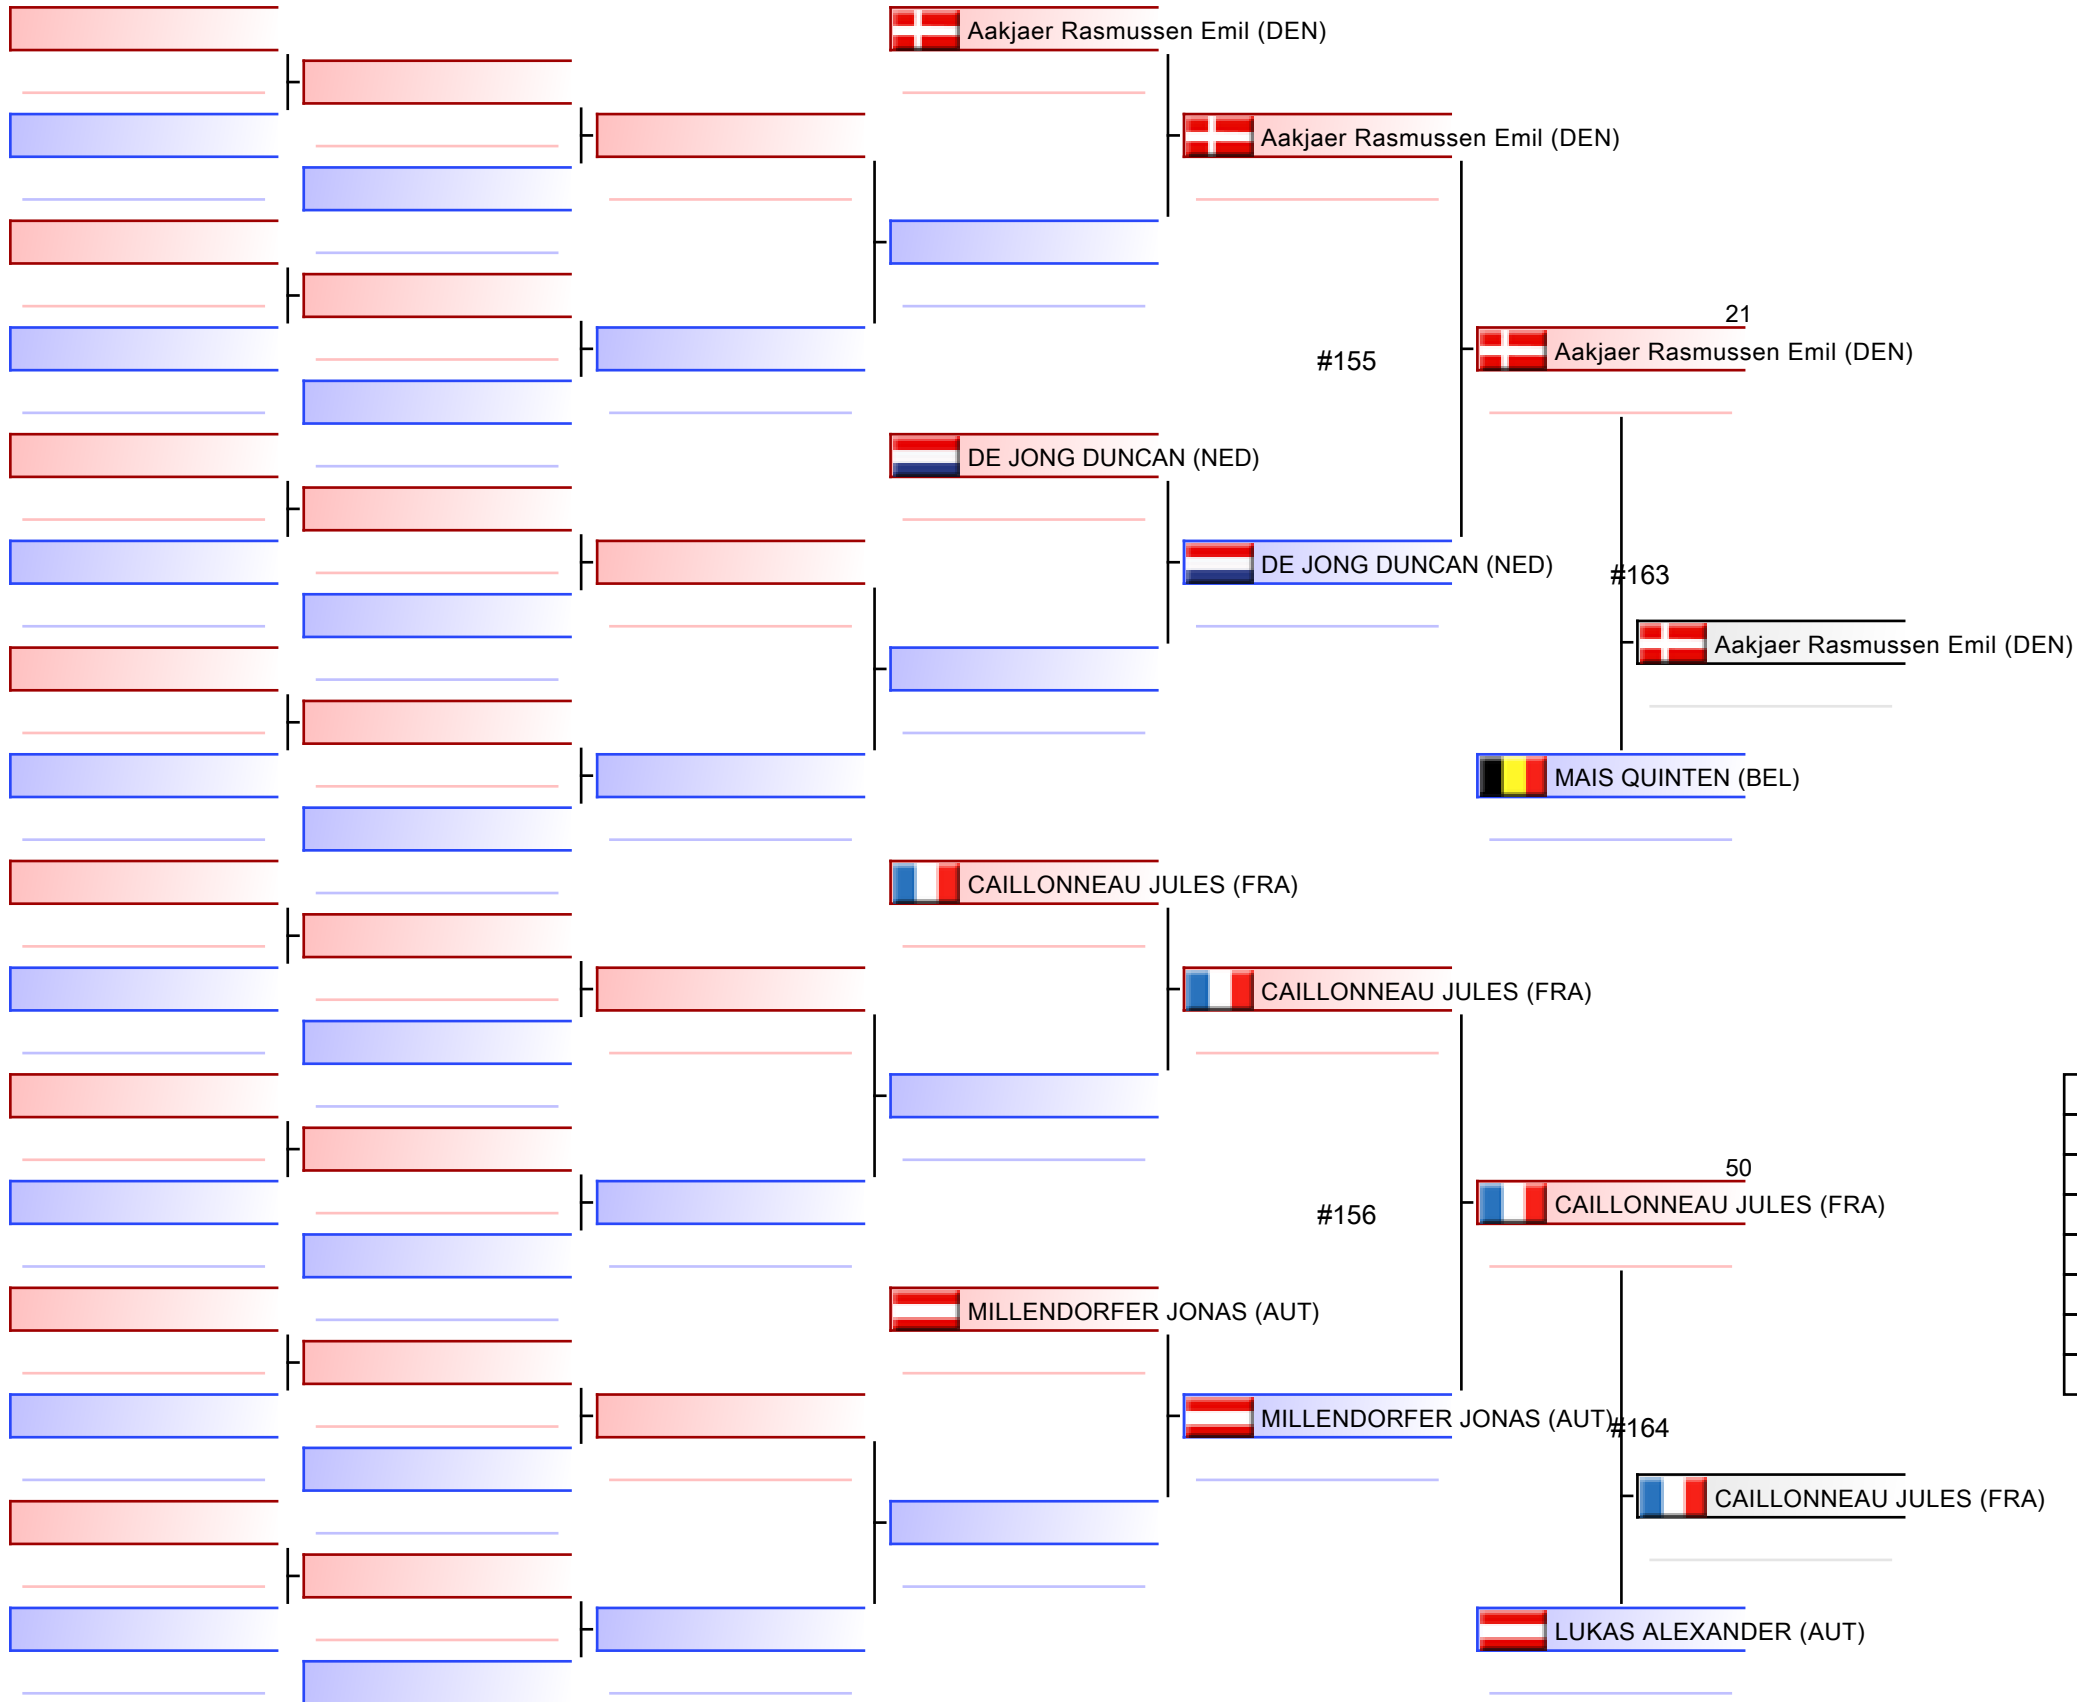 Aakjaer Rasmussen Emil (DEN)
Aakjaer Rasmussen Emil (DEN)
21
Aakjaer Rasmussen Emil (DEN)
#155
DE JONG DUNCAN (NED)
DE JONG DUNCAN (NED)
#163
Aakjaer Rasmussen Emil (DEN)
MAIS QUINTEN (BEL)
CAILLONNEAU JULES (FRA)
CAILLONNEAU JULES (FRA)
50
CAILLONNEAU JULES (FRA)
#156
MILLENDORFER JONAS (AUT)
MILLENDORFER JONAS (AUT)
#164
CAILLONNEAU JULES (FRA)
LUKAS ALEXANDER (AUT)